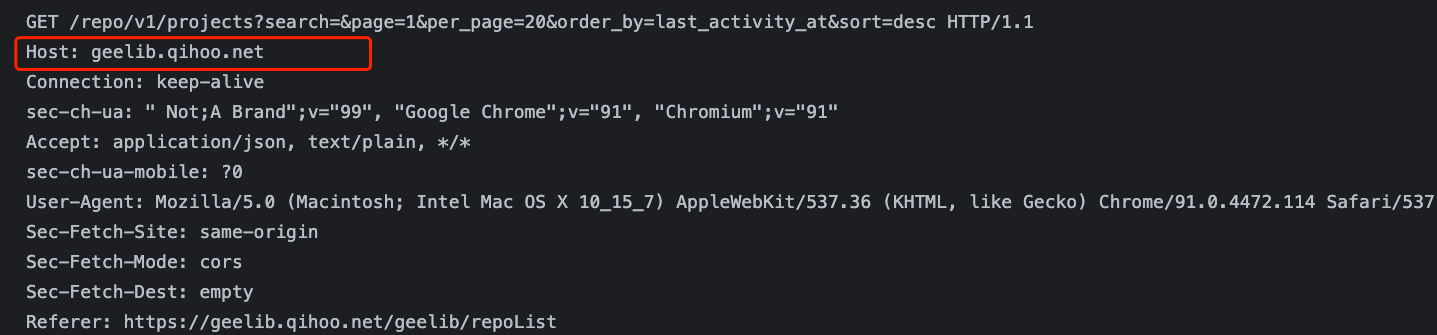 GET /repo/v1/projects?search=&page=1&per_page=20&order_by=last_activity_at&sort=desc HTTP/1.1
Host: geelib.qihoo.net
Connection: keep-alive
sec-ch-ua: " Not;A Brand";v="99", "Google Chrome";v="91", "Chromium";v="91"
Accept: application/json, text/plain, */*
sec-ch-ua-mobile: ?0
User-Agent: Mozilla/5.0 (Macintosh; Intel Mac OS X 10_15_7) AppleWebKit/537.36 (KHTML, like Gecko) Chrome/91.0.4472.114 Safari/537
Sec-Fetch-Site: same-origin
Sec-Fetch-Mode: cors
Sec-Fetch-Dest: empty
Referer: https://geelib.qihoo.net/geelib/repoList